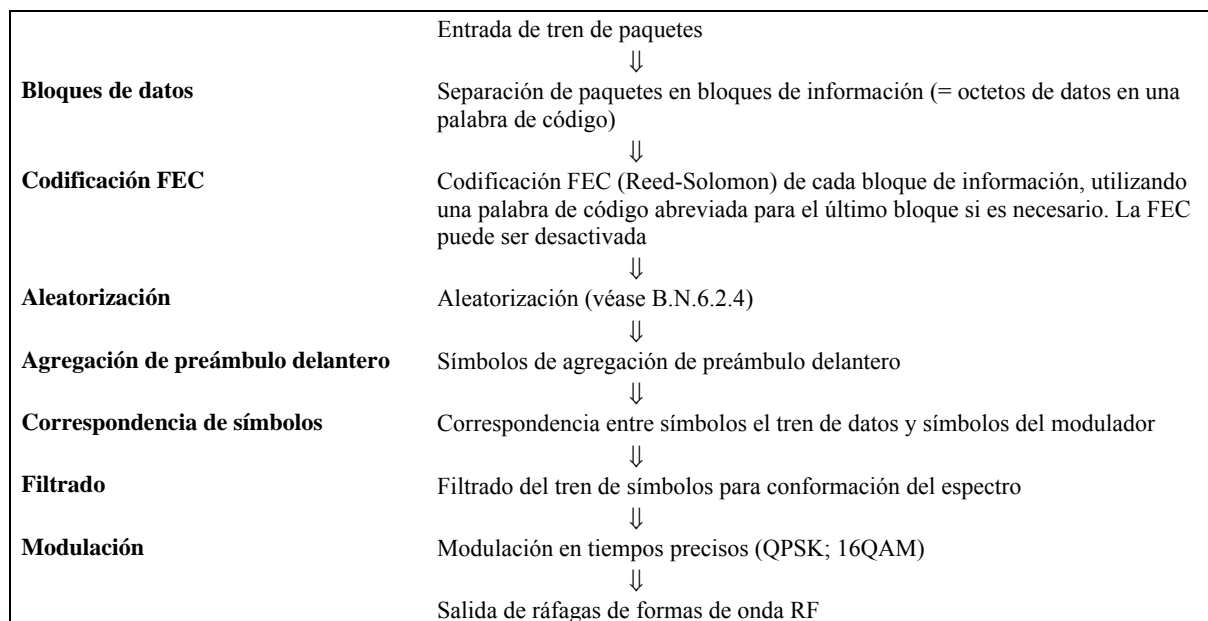 Entrada de tren de paquetes
⇓
Bloques de datos Separación de paquetes en bloques de información (= octetos de datos en una
palabra de código)
⇓
Codificación FEC Codificación FEC (Reed-Solomon) de cada bloque de información, utilizando
una palabra de código abreviada para el último bloque si es necesario. La FEC
puede ser desactivada
⇓
Aleatorización Aleatorización (véase B.N.6.2.4)
⇓
Agregación de preámbulo delantero Símbolos de agregación de preámbulo delantero
⇓
Correspondencia de símbolos Correspondencia entre símbolos el tren de datos y símbolos del modulador
⇓
Filtrado Filtrado del tren de símbolos para conformación del espectro
⇓
Modulación Modulación en tiempos precisos (QPSK; 16QAM)
⇓
Salida de ráfagas de formas de onda RF